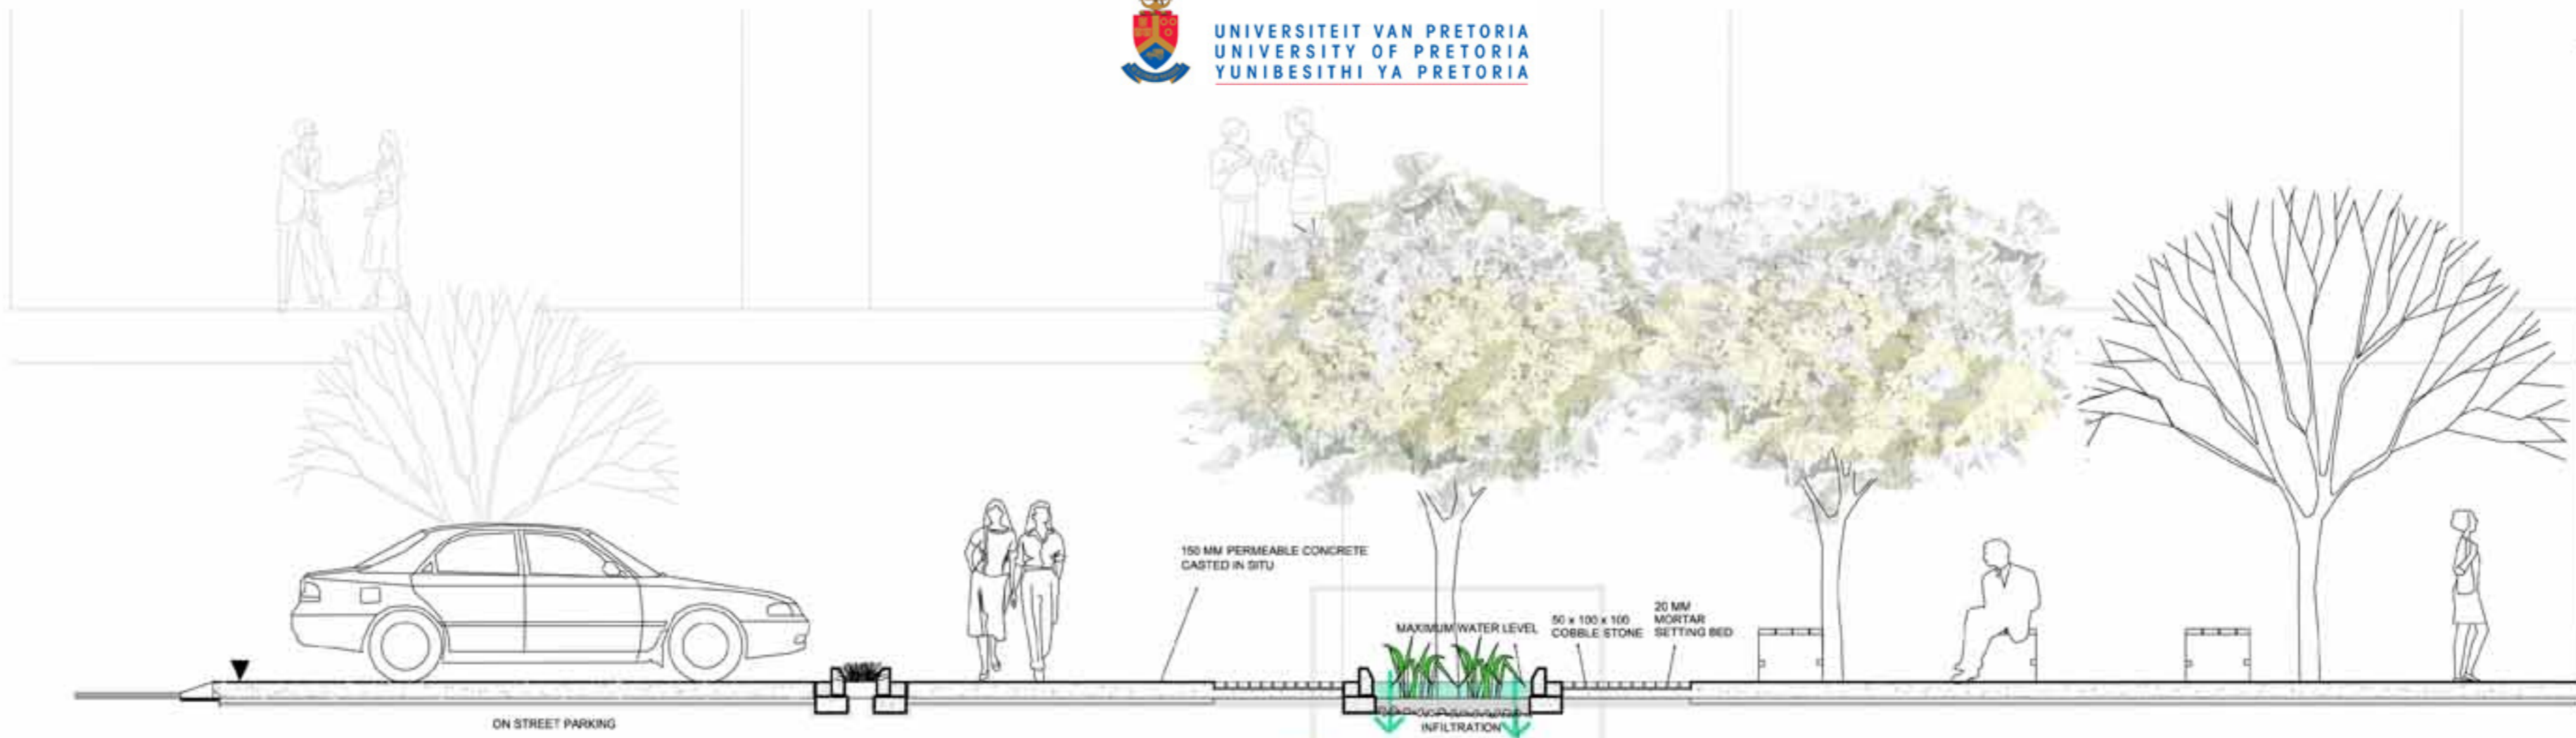 UNIVERSITEIT VAN PRETORIA
UNIVERSITY OF PRETORIA
YUNIBESITHI YA PRETORIA
150 MM PERMEABLE CONCRETE
CASTED IN SITU
MAXIMUM WATER LEVEL
50 x 100 x 100
COBBLE STONE
20 MM
MORTAR
SETTING BED
ON STREET PARKING
INFILTRATION